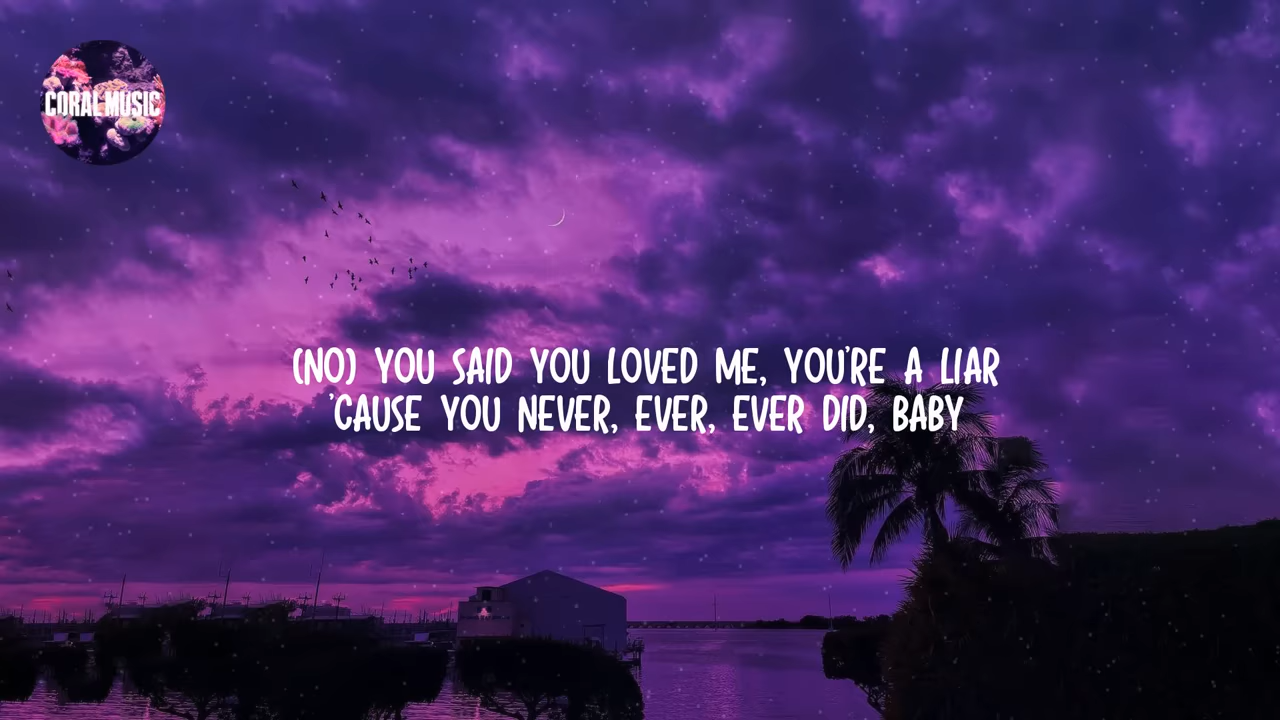 CORAL MUSIC
(NO) YOU SAID YOU LOVED ME, YOU'RE A LIAR
'CAUSE YOU NEVER, EVER, EVER DID, BABY